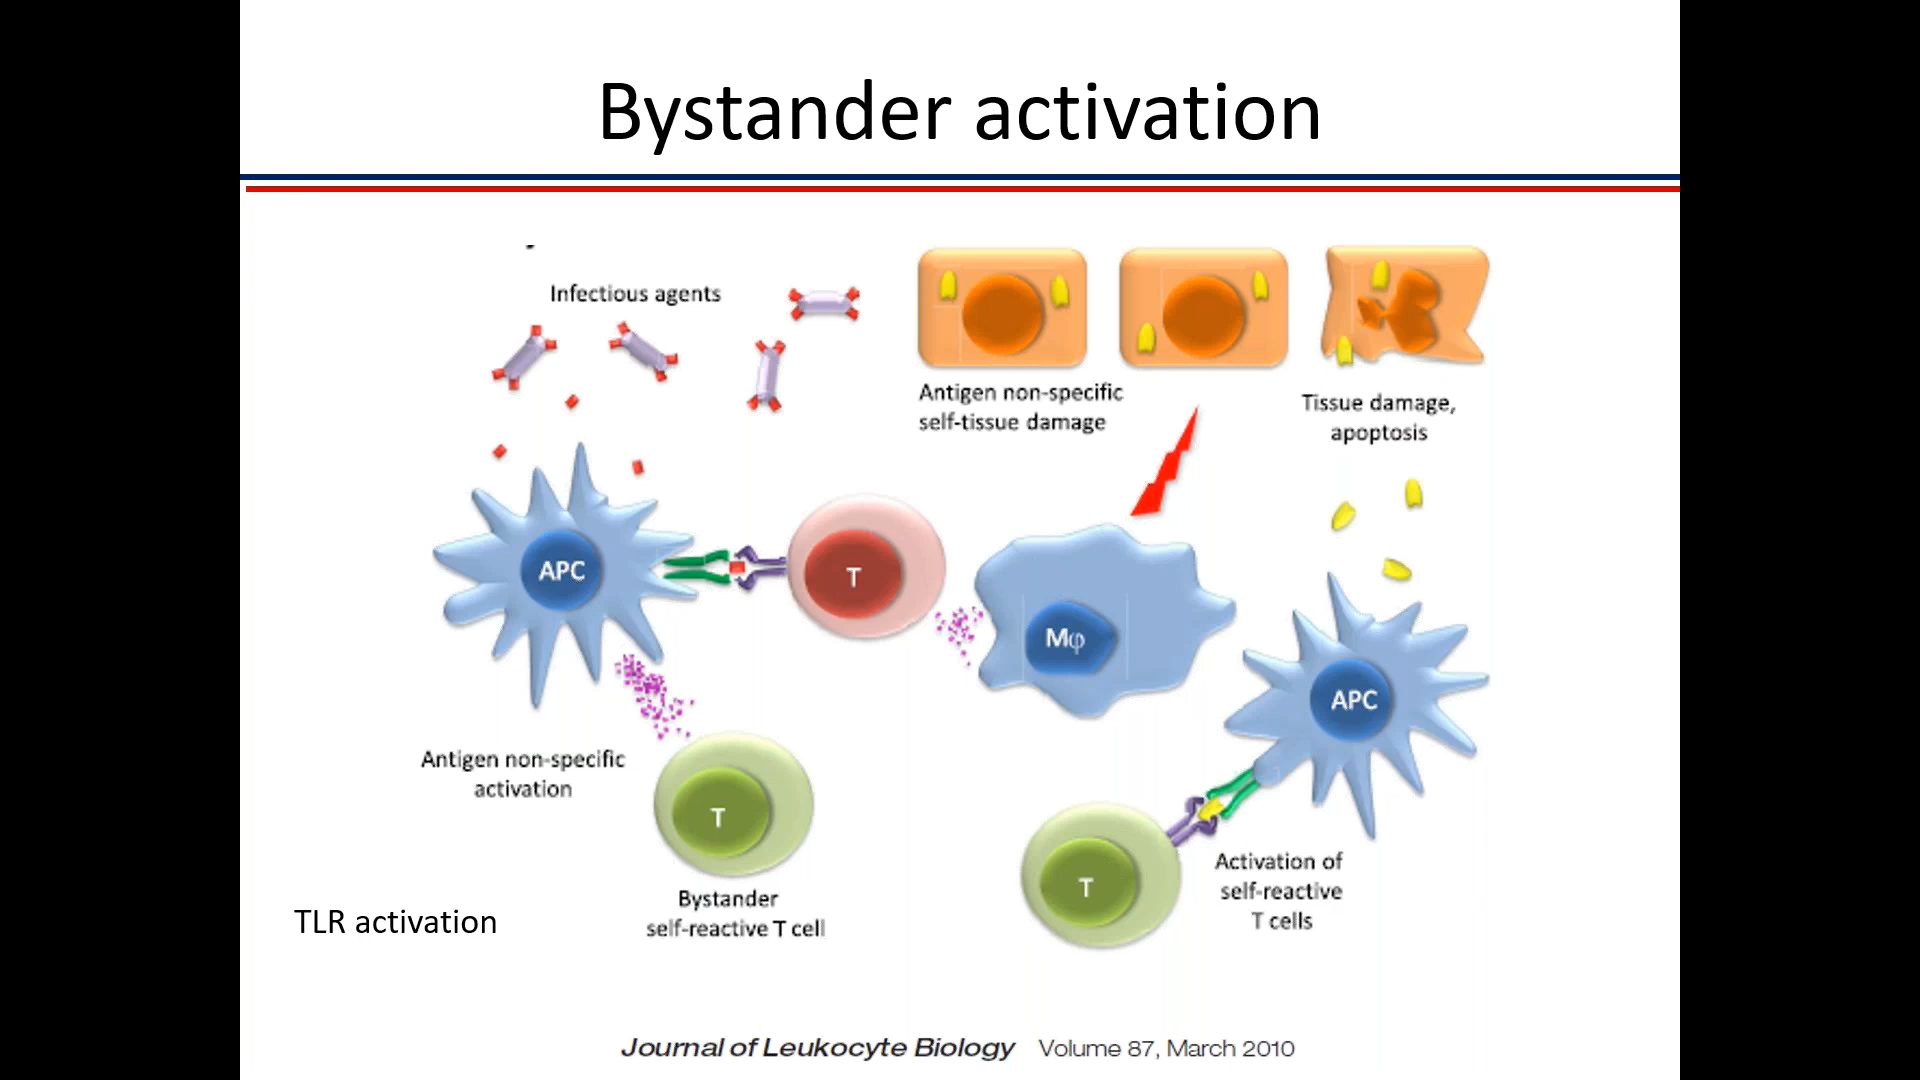 Bystander activation
Infectious agents
Antigen non-specific
self-tissue damage
Tissue damage,
apoptosis
APC
T
Mφ
APC
Antigen non-specific
activation
T
Bystander
self-reactive T cell
T
Activation of
self-reactive
T cells
TLR activation
Journal of Leukocyte Biology Volume 87, March 2010